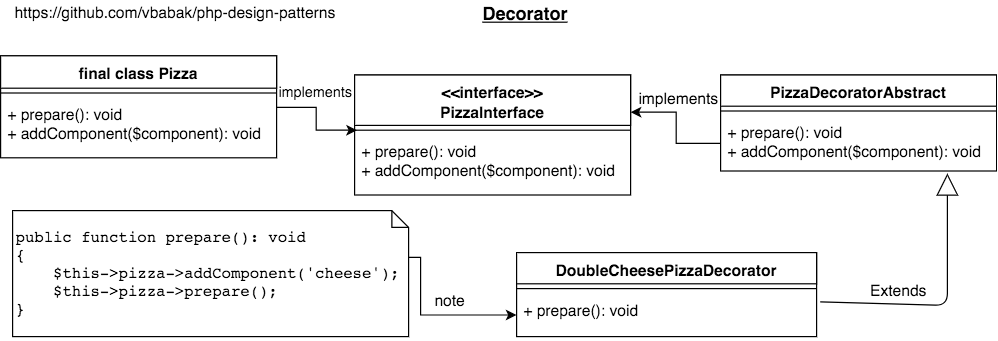 https://github.com/vbabak/php-design-patterns
Decorator
final class Pizza
+ prepare(): void
+ addComponent($component): void
implements
<<interface>>
PizzaInterface
+ prepare(): void
+ addComponent($component): void
implements
PizzaDecoratorAbstract
+ prepare(): void
+ addComponent($component): void
public function prepare(): void
{
    $this->pizza->addComponent('cheese');
    $this->pizza->prepare();
}
note
DoubleCheesePizzaDecorator
+ prepare(): void
Extends